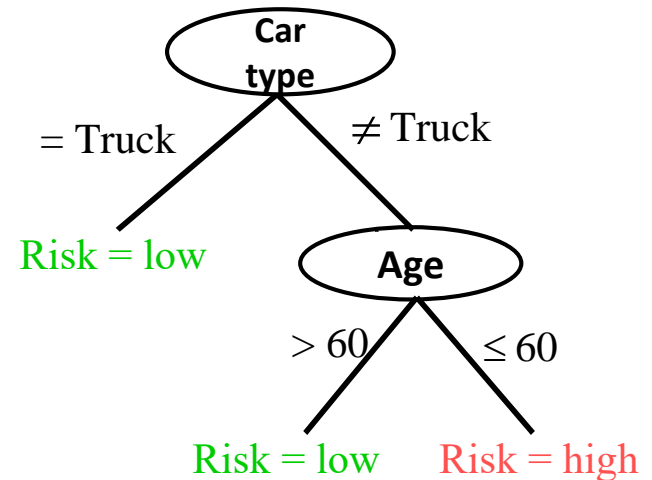 Car
type
= Truck
≠ Truck
Risk = low
Age
> 60
≤ 60
Risk = low
Risk = high